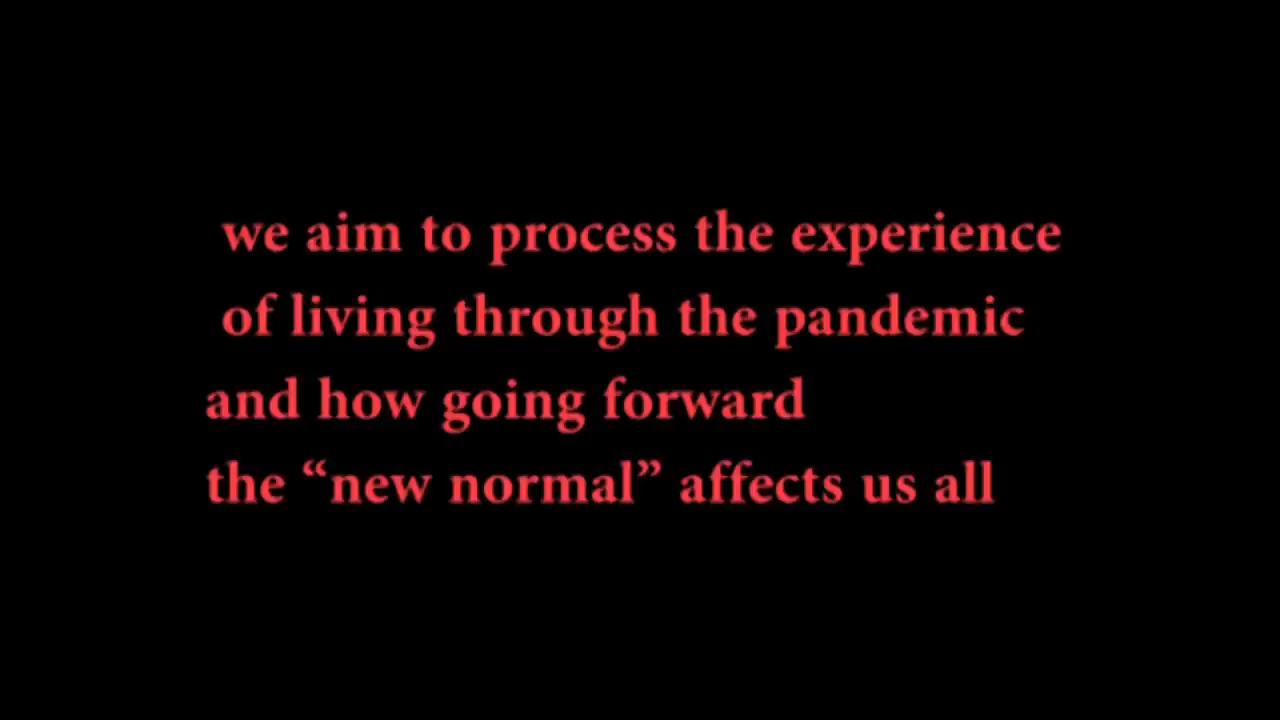 we aim to process the experience
of living through the pandemic
and how going forward
the “new normal” affects us all